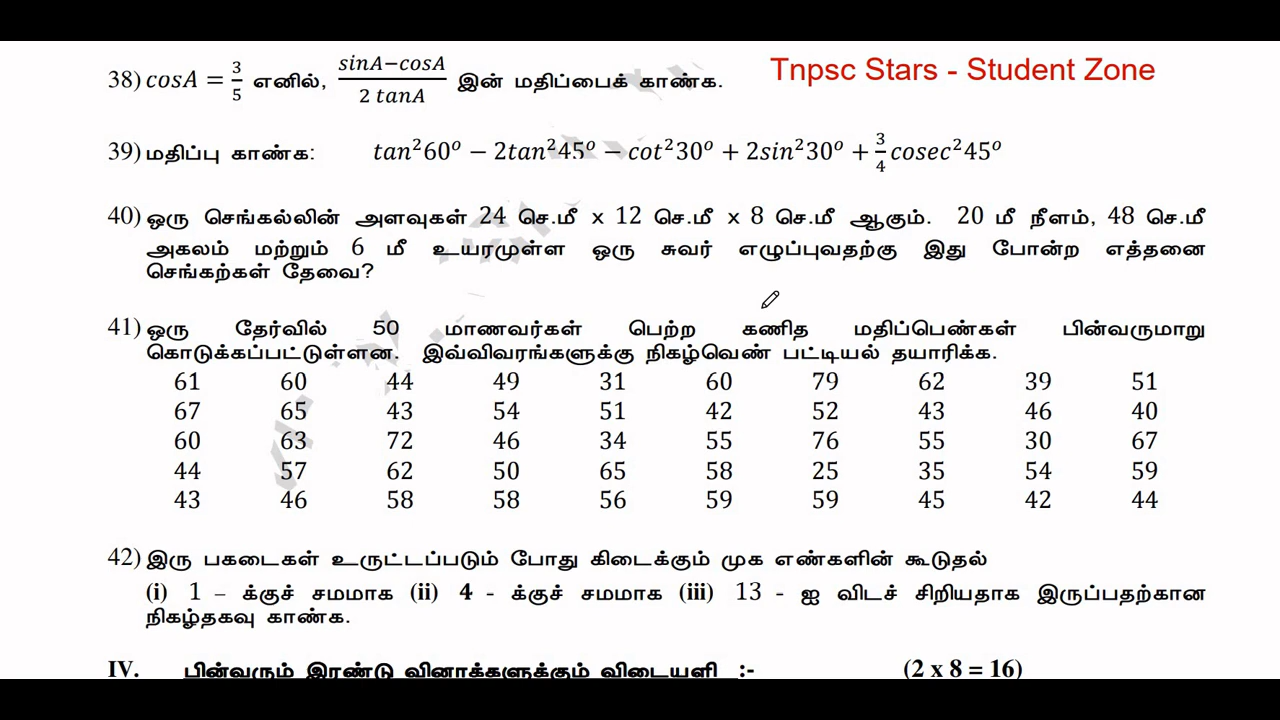 Tnpsc Stars - Student Zone
38) cosA = 3/5 எனில், (sinA−cosA)/(2 tanA) இன் மதிப்பைக் காண்க.
39) மதிப்பு காண்க: tan²60° − 2tan²45° − cot²30° + 2sin²30° + 3/4 cosec²45°
40) ஒரு செங்கல்லின் அளவுகள் 24 செ.மீ x 12 செ.மீ x 8 செ.மீ ஆகும். 20 மீ நீளம், 48 செ.மீ
அகலம் மற்றும் 6 மீ உயரமுள்ள ஒரு சுவர் எழுப்புவதற்கு இது போன்ற எத்தனை
செங்கற்கள் தேவை?
41) ஒரு தேர்வில் 50 மாணவர்கள் பெற்ற கணித மதிப்பெண்கள் பின்வருமாறு
கொடுக்கப்பட்டுள்ளன. இவ்விவரங்களுக்கு நிகழ்வெண் பட்டியல் தயாரிக்க.
61 60 44 49 31 60 79 62 39 51
67 65 43 54 51 42 52 43 46 40
60 63 72 46 34 55 76 55 30 67
44 57 62 50 65 58 25 35 54 59
43 46 58 58 56 59 59 45 42 44
42) இரு பகடைகள் உருட்டப்படும் போது கிடைக்கும் முக எண்களின் கூடுதல்
(i) 1 – க்குச் சமமாக (ii) 4 - க்குச் சமமாக (iii) 13 - ஐ விடச் சிறியதாக இருப்பதற்கான
நிகழ்தகவு காண்க.
IV. பின்வரும் இரண்டு வினாக்களுக்கும் விடையளி :- (2 x 8 = 16)